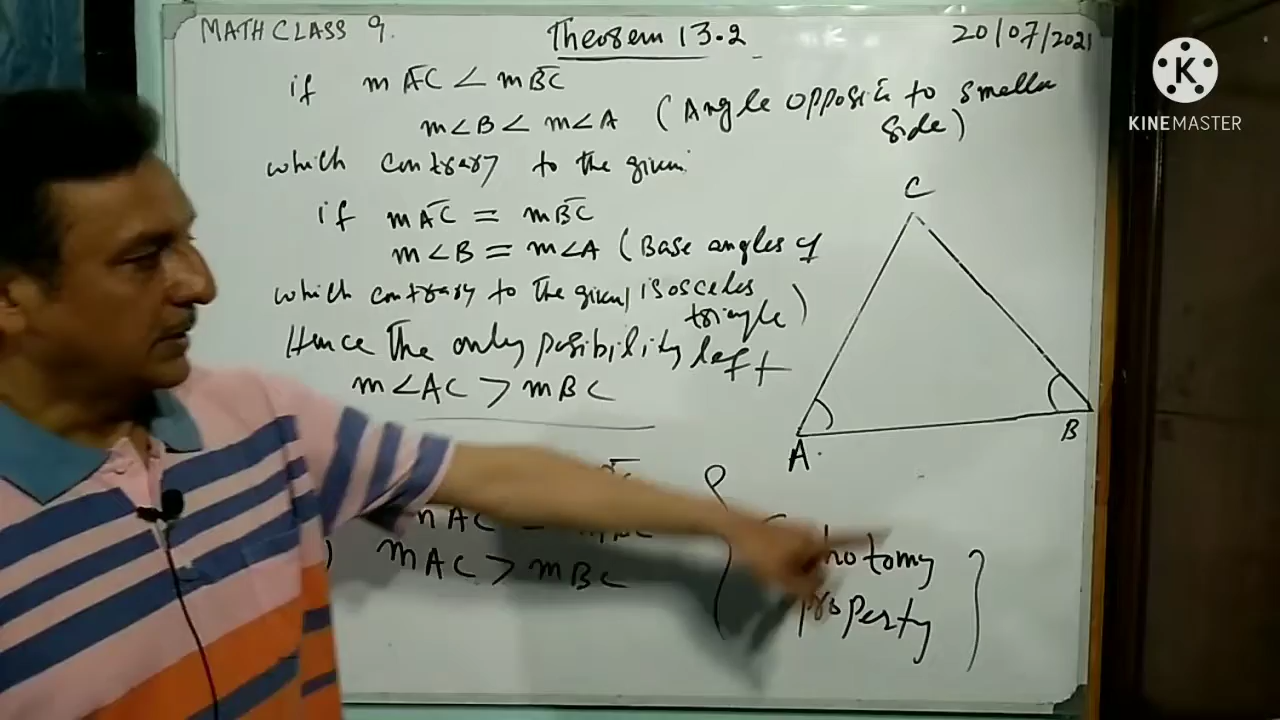 MATH CLASS 9.
Theorem 13.2
20/07/2021
K
KINEMASTER
if mAC < mBC
m∠B < m∠A (Angle opposite to smaller
side)
which contrary to the given
if mAC = mBC
m∠B = m∠A (Base angles of
which contrary to the given, isosceles
triangle)
Hence The only posibility left
m∠AC > mBC
mAC > mBC
property
C
A
B